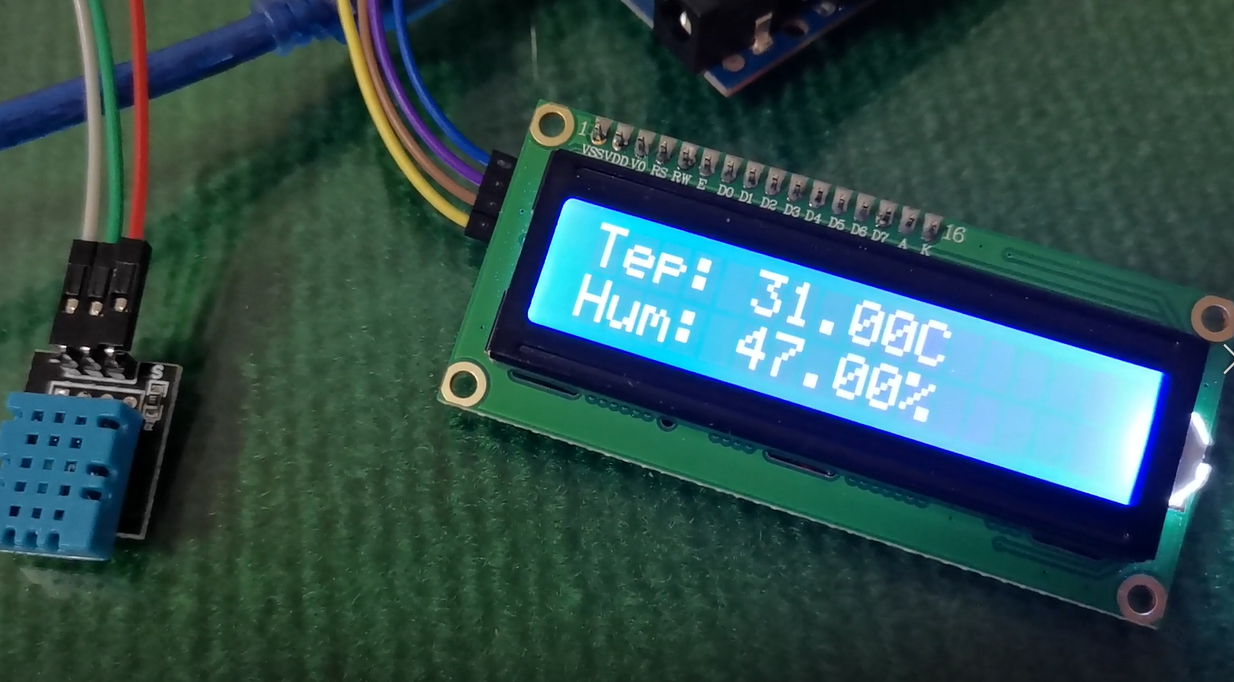 1
VSS VDD V0 RS RW E D0 D1 D2 D3 D4 D5 D6 D7 A K
16
Tep: 31.00C
Hum: 47.00%
S